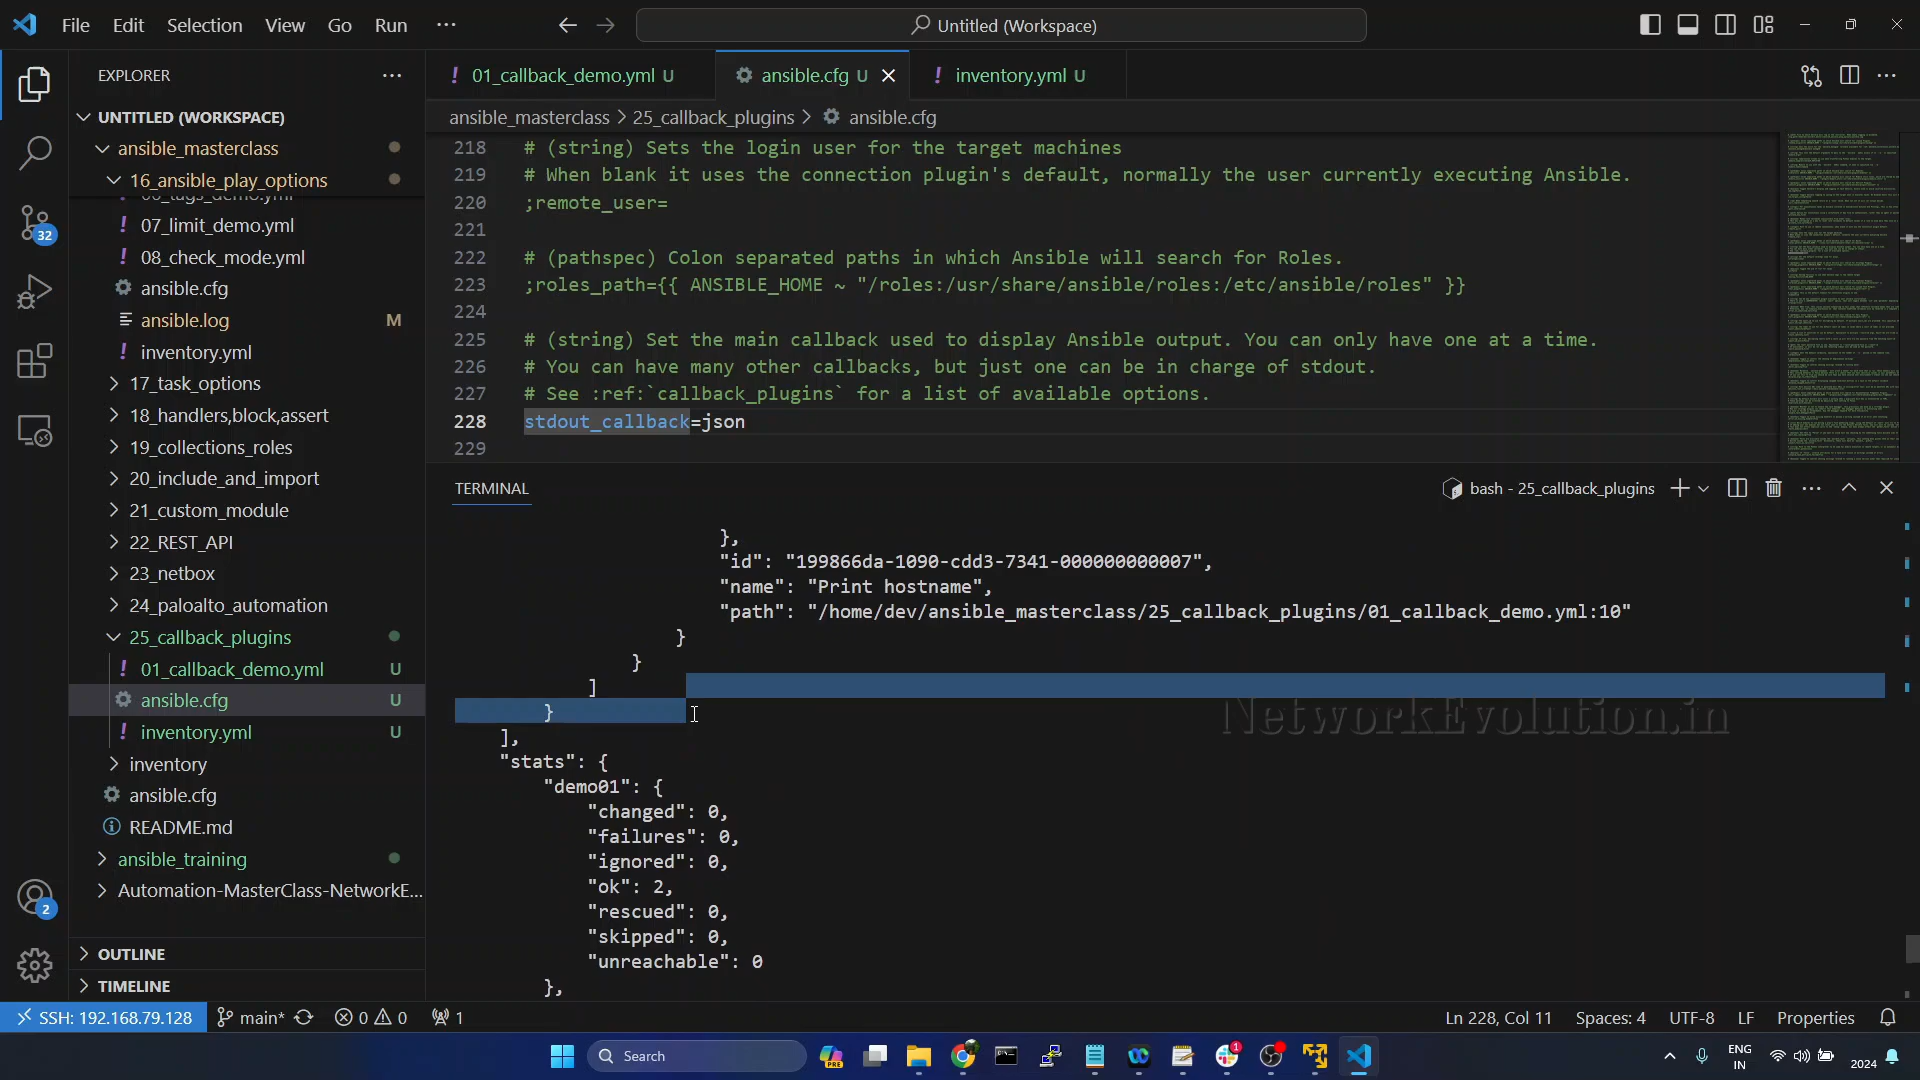 File Edit Selection View Go Run ···
Untitled (Workspace)
EXPLORER
UNTITLED (WORKSPACE)
ansible_masterclass
16_ansible_play_options
06_tags_demo.yml
07_limit_demo.yml
08_check_mode.yml
ansible.cfg
ansible.log M
inventory.yml
17_task_options
18_handlers,block,assert
19_collections_roles
20_include_and_import
21_custom_module
22_REST_API
23_netbox
24_paloalto_automation
25_callback_plugins
01_callback_demo.yml U
ansible.cfg U
inventory.yml U
inventory
ansible.cfg
README.md
ansible_training
Automation-MasterClass-NetworkE...
OUTLINE
TIMELINE
32
2
! 01_callback_demo.yml U
ansible.cfg U
! inventory.yml U
ansible_masterclass > 25_callback_plugins > ansible.cfg
218 # (string) Sets the login user for the target machines
219 # When blank it uses the connection plugin's default, normally the user currently executing Ansible.
220 ;remote_user=
221
222 # (pathspec) Colon separated paths in which Ansible will search for Roles.
223 ;roles_path={{ ANSIBLE_HOME ~ "/roles:/usr/share/ansible/roles:/etc/ansible/roles" }}
224
225 # (string) Set the main callback used to display Ansible output. You can only have one at a time.
226 # You can have many other callbacks, but just one can be in charge of stdout.
227 # See :ref:`callback_plugins` for a list of available options.
228 stdout_callback=json
229
TERMINAL
bash - 25_callback_plugins
},
"id": "199866da-1090-cdd3-7341-000000000007",
"name": "Print hostname",
"path": "/home/dev/ansible_masterclass/25_callback_plugins/01_callback_demo.yml:10"
}
}
]
}
],
"stats": {
"demo01": {
"changed": 0,
"failures": 0,
"ignored": 0,
"ok": 2,
"rescued": 0,
"skipped": 0,
"unreachable": 0
},
NetworkEvolution.in
SSH: 192.168.79.128 main* 0 0 1
Ln 228, Col 11 Spaces: 4 UTF-8 LF Properties
Search
PRE
1
ENG
IN
2024